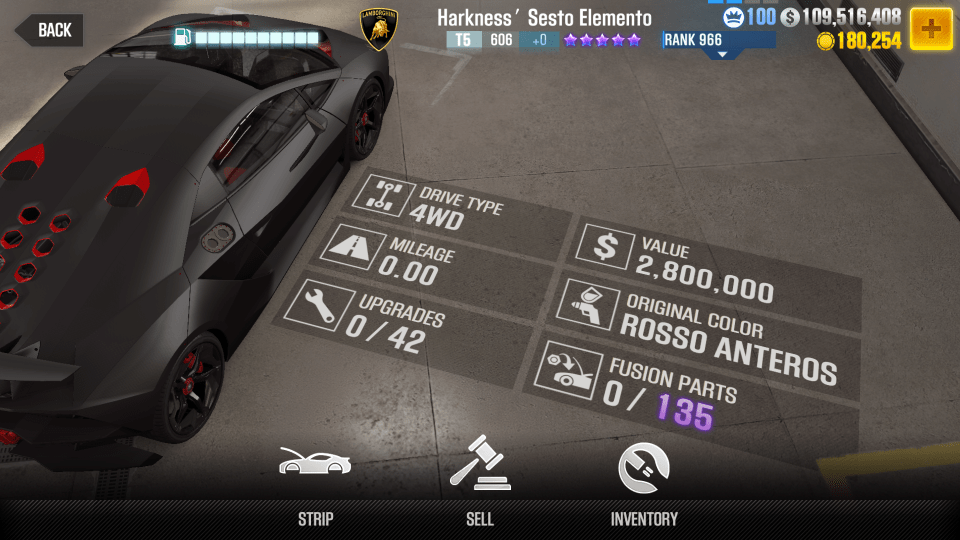 BACK
LAMBORGHINI
Harkness' Sesto Elemento
T5 606 +0
RANK 966
100 $ 109,516,408
180,254
+
DRIVE TYPE
4WD
MILEAGE
0.00
UPGRADES
0 / 42
$ VALUE
2,800,000
ORIGINAL COLOR
ROSSO ANTEROS
FUSION PARTS
0 / 135
STRIP
SELL
INVENTORY